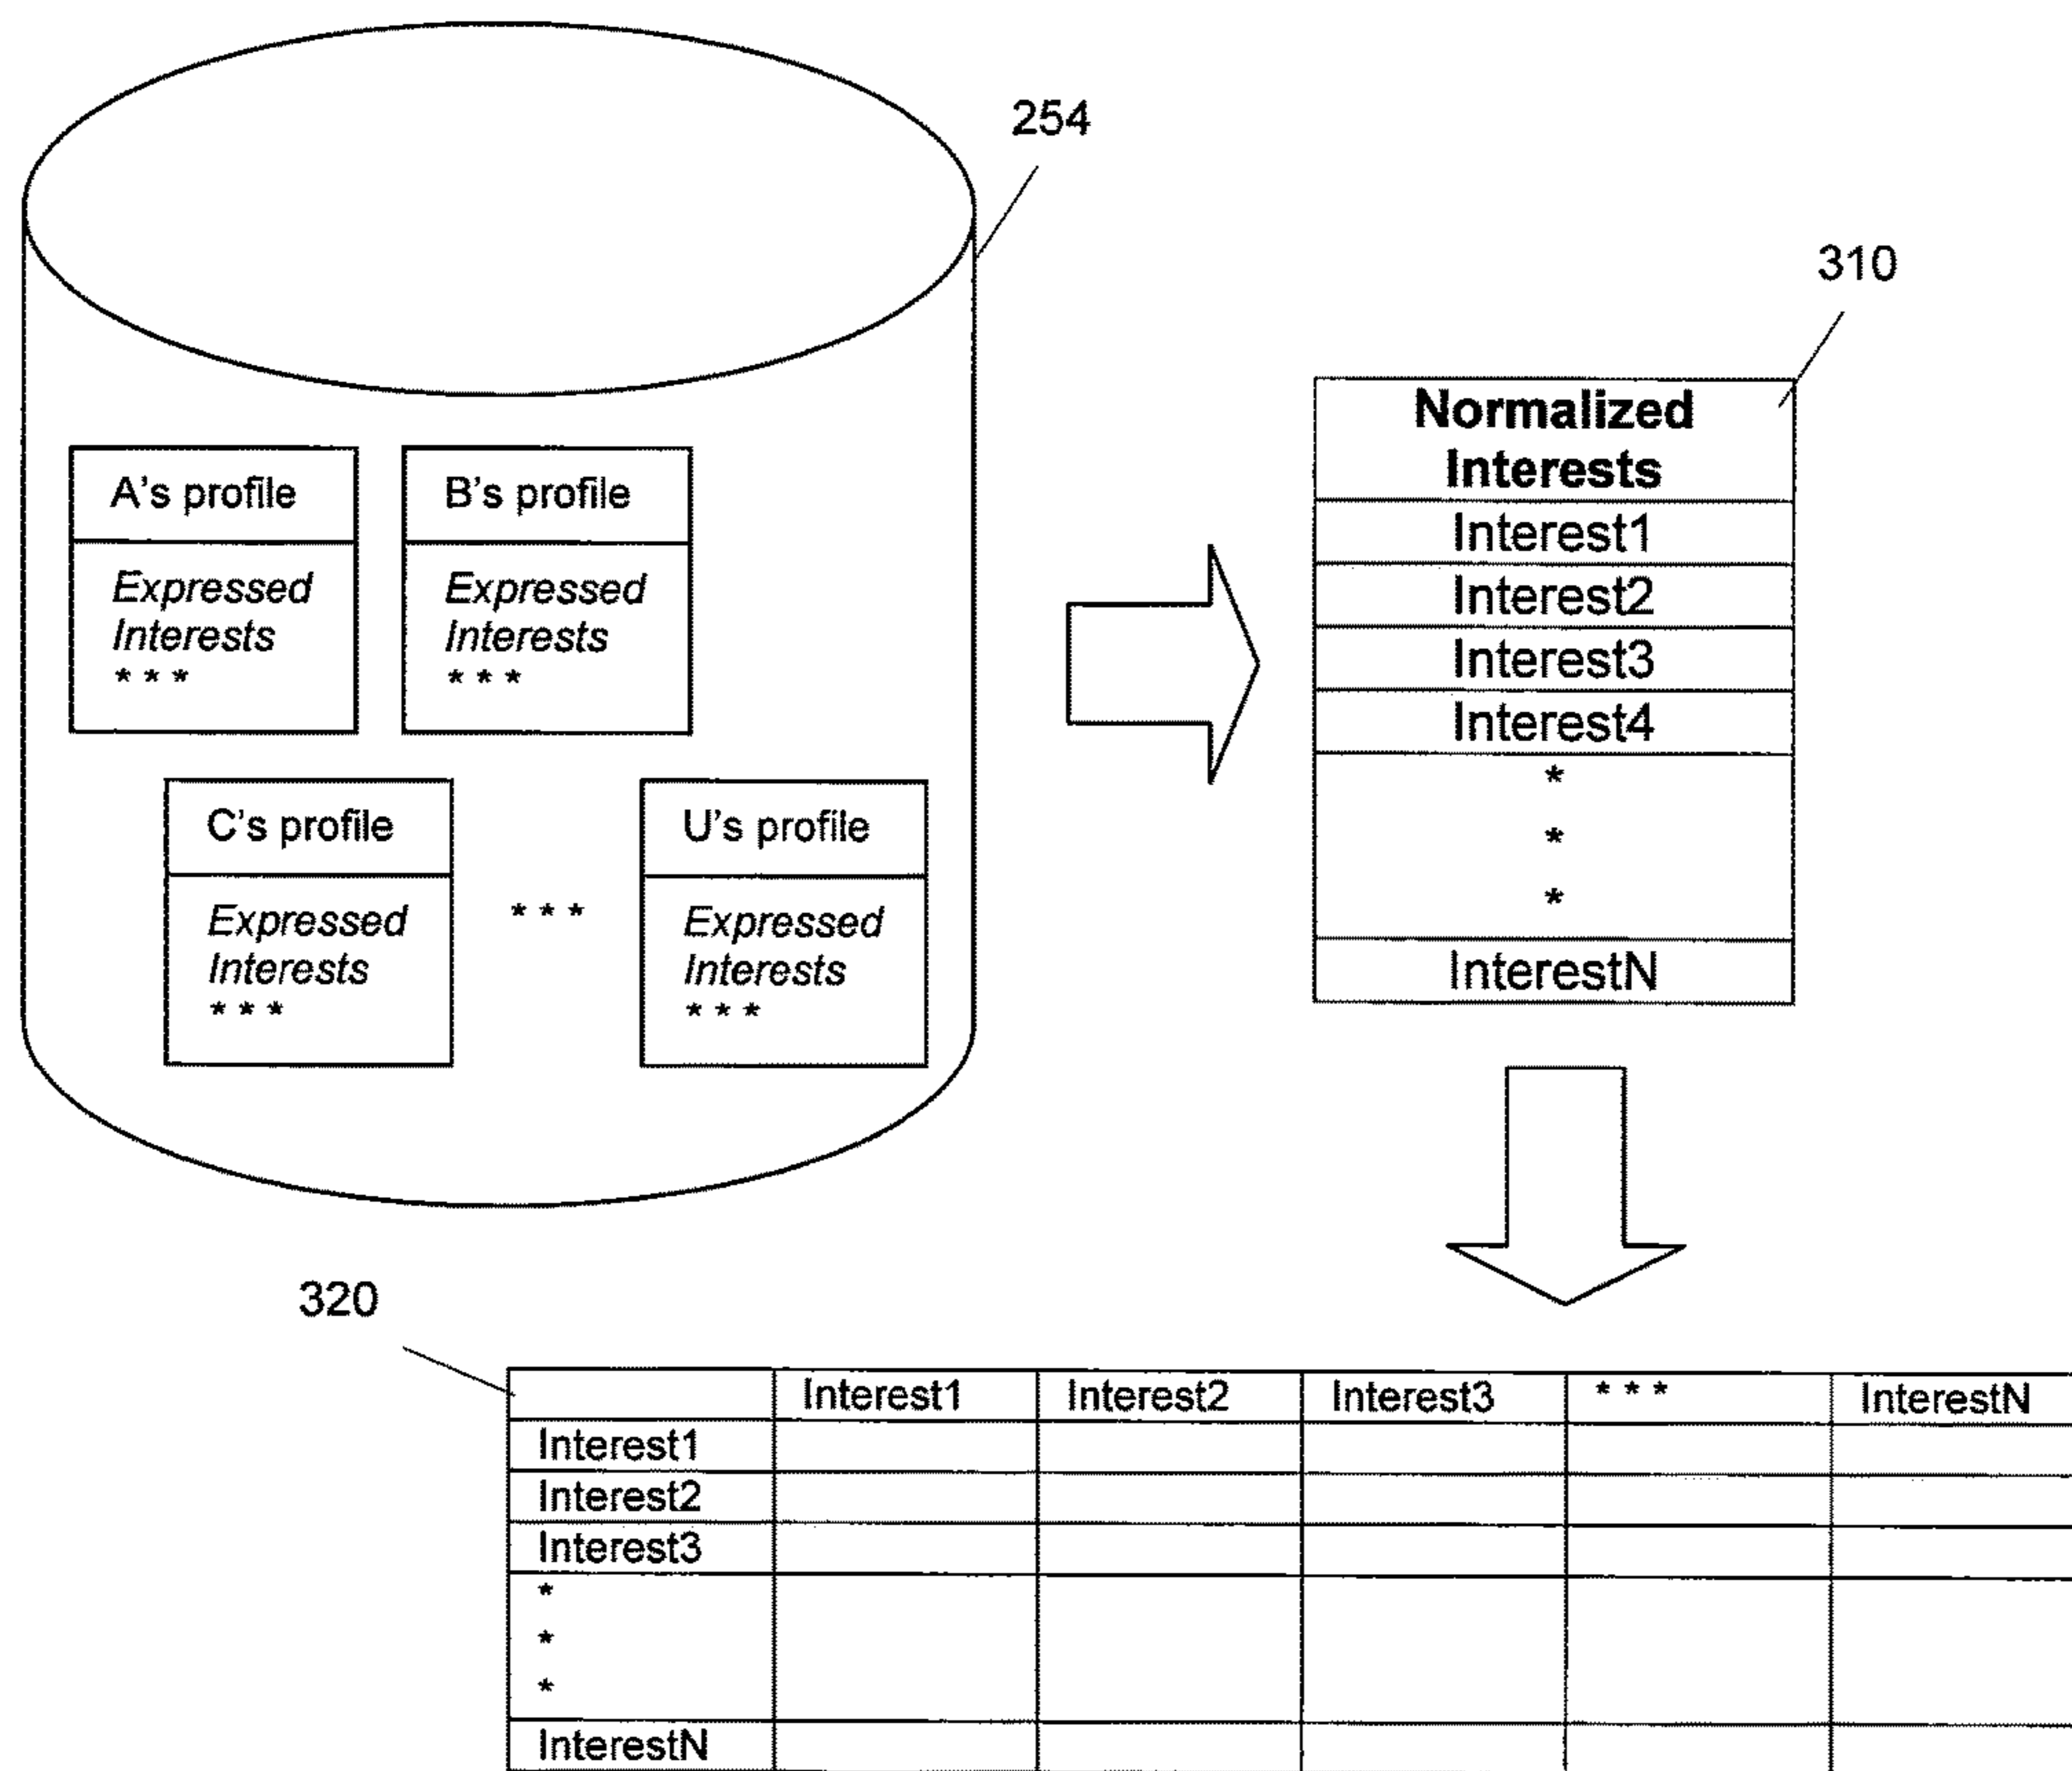 254
310
A's profile
B's profile
Expressed
Interests
* * *
Expressed
Interests
* * *
C's profile
U's profile
Expressed
Interests
* * *
* * *
Expressed
Interests
* * *
Normalized
Interests
Interest1
Interest2
Interest3
Interest4
*
*
*
InterestN
320
Interest1 Interest2 Interest3 * * * InterestN
Interest1
Interest2
Interest3
*
*
*
InterestN